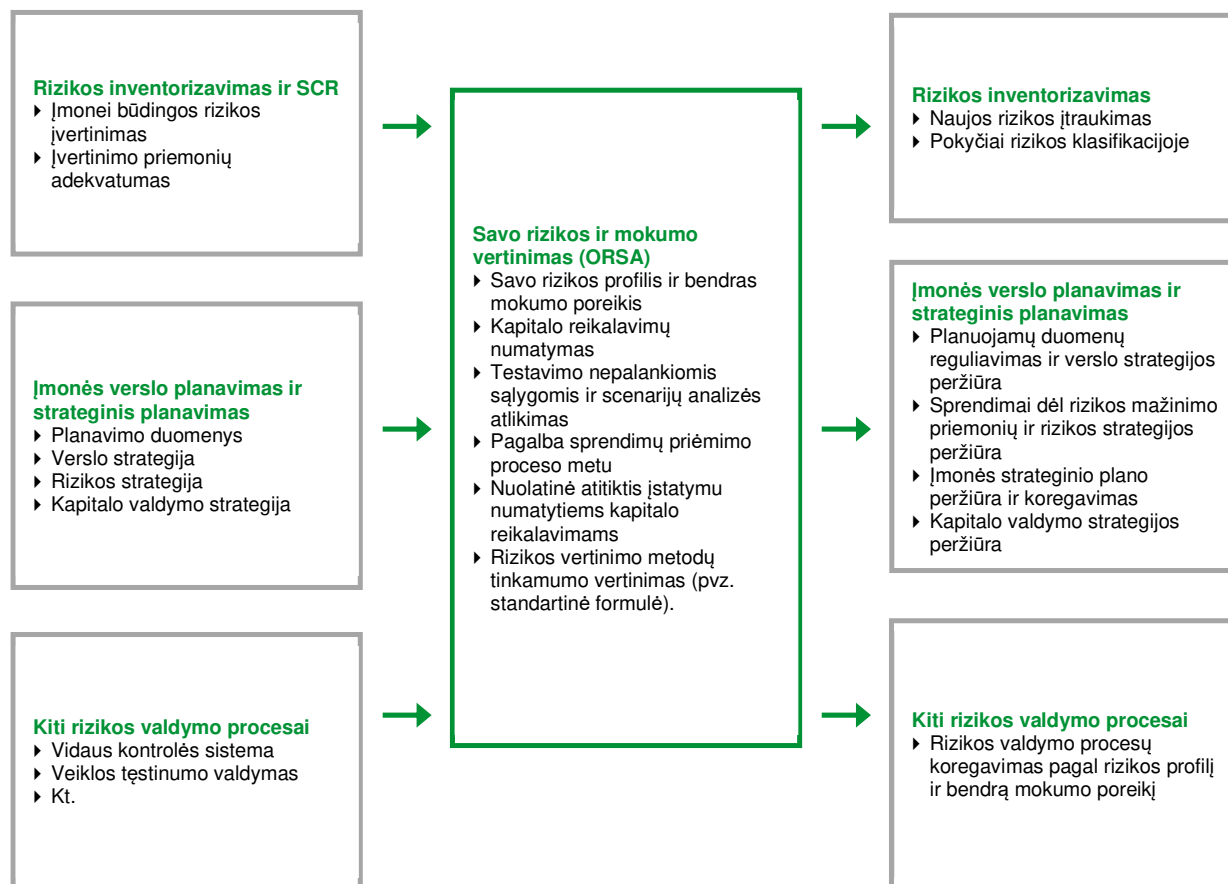 Rizikos inventorizavimas ir SCR
Įmonei būdingos rizikos
įvertinimas
Įvertinimo priemonių
adekvatumas
Įmonės verslo planavimas ir
strateginis planavimas
Planavimo duomenys
Verslo strategija
Rizikos strategija
Kapitalo valdymo strategija
Kiti rizikos valdymo procesai
Vidaus kontrolės sistema
Veiklos tęstinumo valdymas
Kt.
Savo rizikos ir mokumo
vertinimas (ORSA)
Savo rizikos profilis ir bendras
mokumo poreikis
Kapitalo reikalavimų
numatymas
Testavimo nepalankiomis
sąlygomis ir scenarijų analizės
atlikimas
Pagalba sprendimų priėmimo
proceso metu
Nuolatinė atitiktis įstatymu
numatytiems kapitalo
reikalavimams
Rizikos vertinimo metodų
tinkamumo vertinimas (pvz.
standartinė formulė).
Rizikos inventorizavimas
Naujos rizikos įtraukimas
Pokyčiai rizikos klasifikacijoje
Įmonės verslo planavimas ir
strateginis planavimas
Planuojamų duomenų
reguliavimas ir verslo strategijos
peržiūra
Sprendimai dėl rizikos mažinimo
priemonių ir rizikos strategijos
peržiūra
Įmonės strateginio plano
peržiūra ir koregavimas
Kapitalo valdymo strategijos
peržiūra
Kiti rizikos valdymo procesai
Rizikos valdymo procesų
koregavimas pagal rizikos profilį
ir bendrą mokumo poreikį